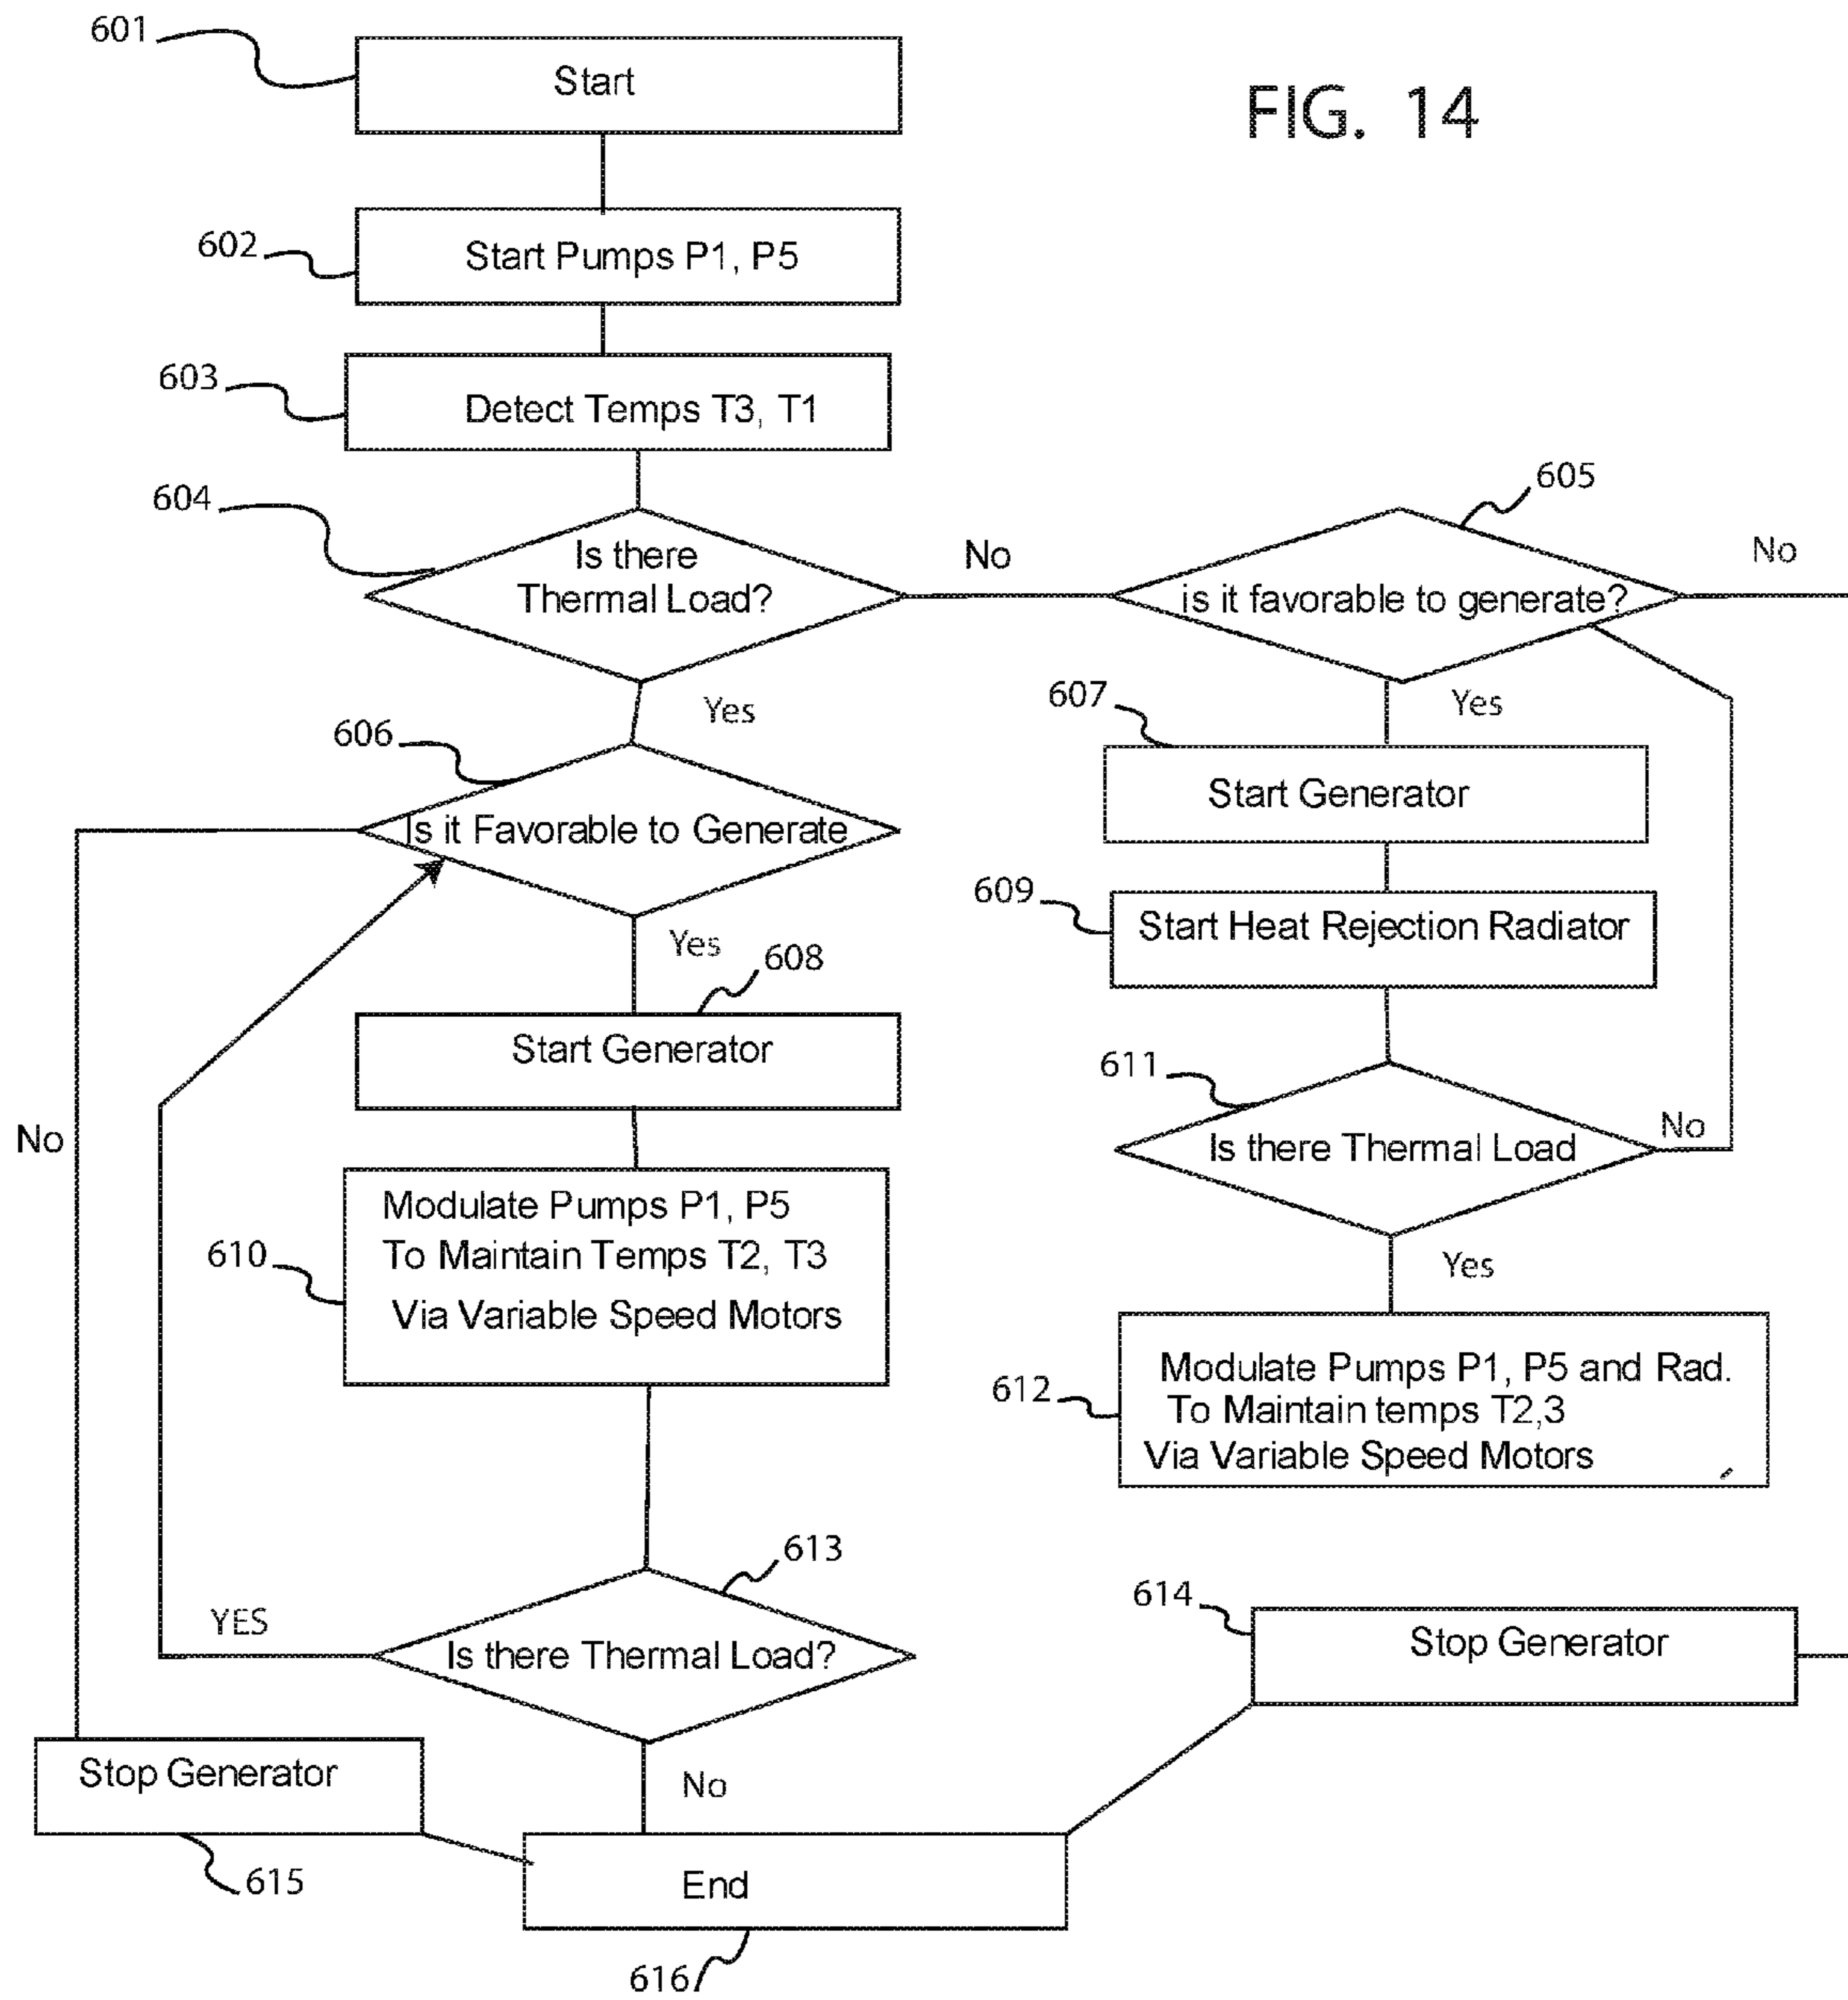 601
Start
FIG. 14
602
Start Pumps P1, P5
603
Detect Temps T3, T1
604
Is there
Thermal Load?
No
605
is it favorable to generate?
No
Yes
606
Is it Favorable to Generate
607
Yes
Start Generator
609
Start Heat Rejection Radiator
Yes
608
Start Generator
611
Is there Thermal Load
No
No
610
Modulate Pumps P1, P5
To Maintain Temps T2, T3
Via Variable Speed Motors
Yes
612
Modulate Pumps P1, P5 and Rad.
To Maintain temps T2,3
Via Variable Speed Motors
613
YES
Is there Thermal Load?
614
Stop Generator
Stop Generator
615
No
End
616